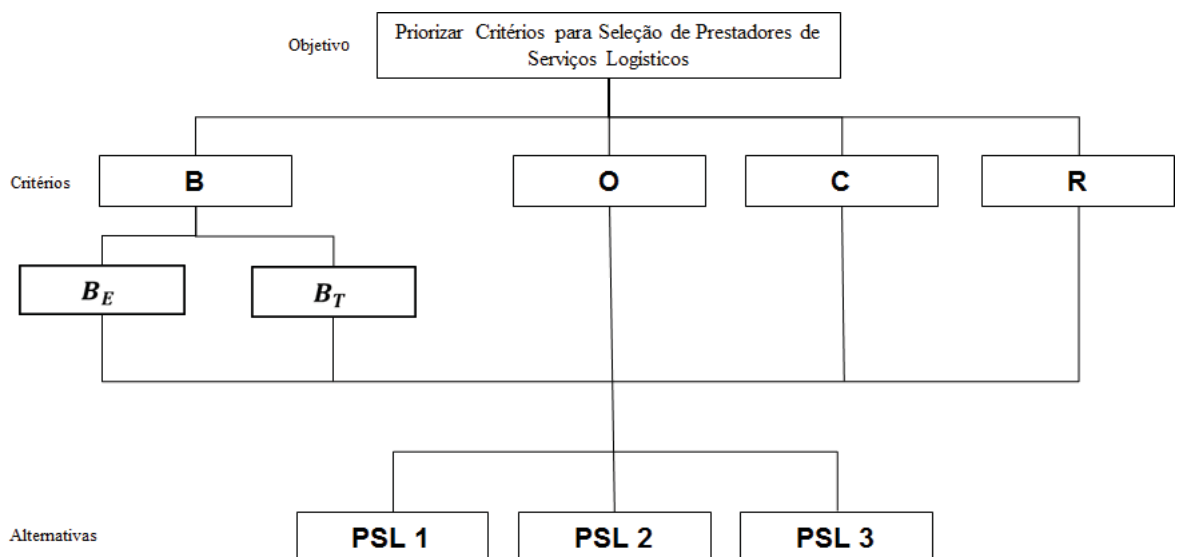 Objetivo
Priorizar Critérios para Seleção de Prestadores de
Serviços Logísticos
Critérios
B
O
C
R
B_E
B_T
Alternativas
PSL 1
PSL 2
PSL 3